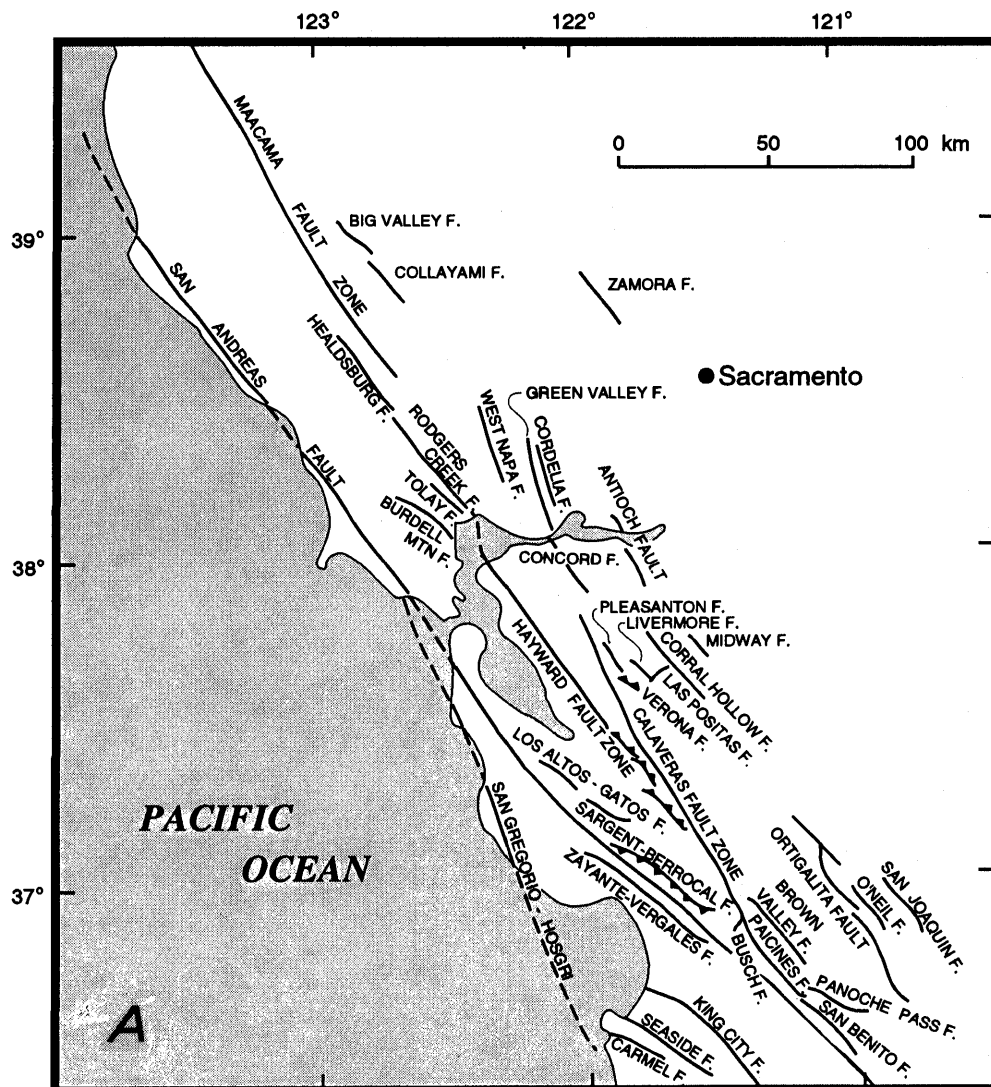 123°
122°
121°
0
50
100 km
39°
38°
37°
MAACAMA FAULT ZONE
BIG VALLEY F.
COLLAYAMI F.
ZAMORA F.
SAN ANDREAS FAULT
HEALDSBURG F.
RODGERS
CREEK F.
TOLAY F.
BURDELL
MTN F.
WEST NAPA F.
GREEN VALLEY F.
CORDELIA F.
Sacramento
ANTIOCH FAULT
CONCORD F.
PLEASANTON F.
LIVERMORE F.
MIDWAY F.
CORRAL HOLLOW F.
LAS POSITAS F.
VERONA F.
HAYWARD FAULT ZONE
CALAVERAS FAULT ZONE
LOS ALTOS - GATOS F.
SARGENT-BERROCAL F.
ZAYANTE-VERGALES F.
SAN GREGORIO - HOSGRI
PACIFIC
OCEAN
ORTIGALITA FAULT
O'NEIL F.
SAN JOAQUIN F.
BROWN
VALLEY F.
PAICINES F.
BUSCH F.
PANOCHE PASS F.
SAN BENITO F.
KING CITY F.
SEASIDE F.
CARMEL F.
A